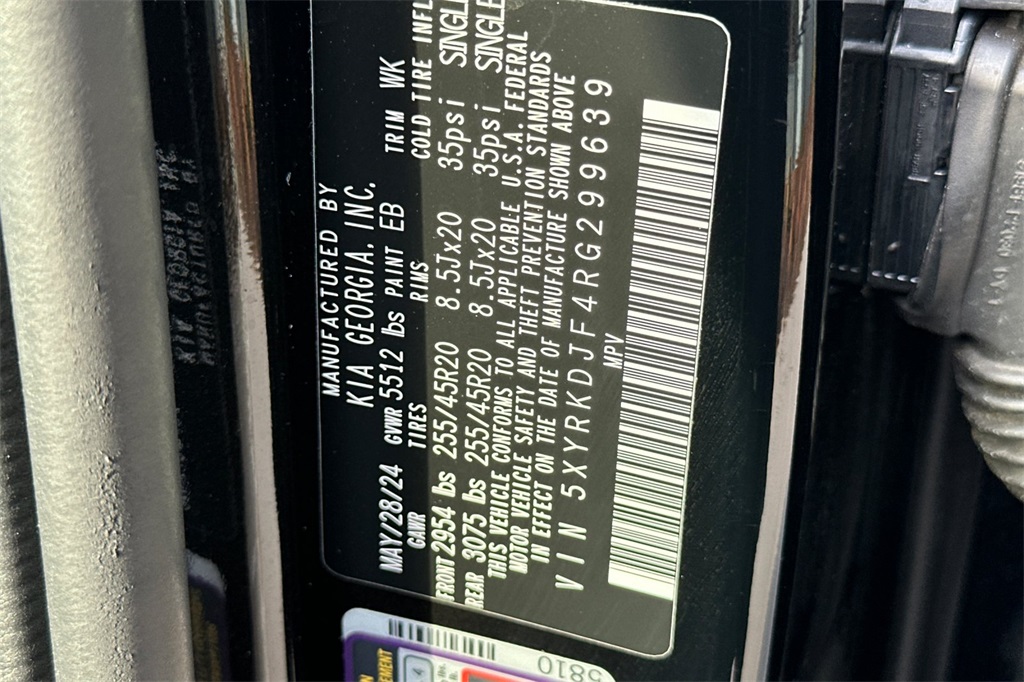 MANUFACTURED BY
KIA GEORGIA, INC.
MAY/28/24 GVWR 5512 lbs PAINT EB TRIM WK
GAWR TIRES RIMS COLD TIRE INFL
FRONT 2954 lbs 255/45R20 8.5Jx20 35psi SINGLE
REAR 3075 lbs 255/45R20 8.5Jx20 35psi SINGLE
THIS VEHICLE CONFORMS TO ALL APPLICABLE U.S.A. FEDERAL
MOTOR VEHICLE SAFETY AND THEFT PREVENTION STANDARDS
IN EFFECT ON THE DATE OF MANUFACTURE SHOWN ABOVE
VIN 5XYRKDJF4RG299639
MPV
5810